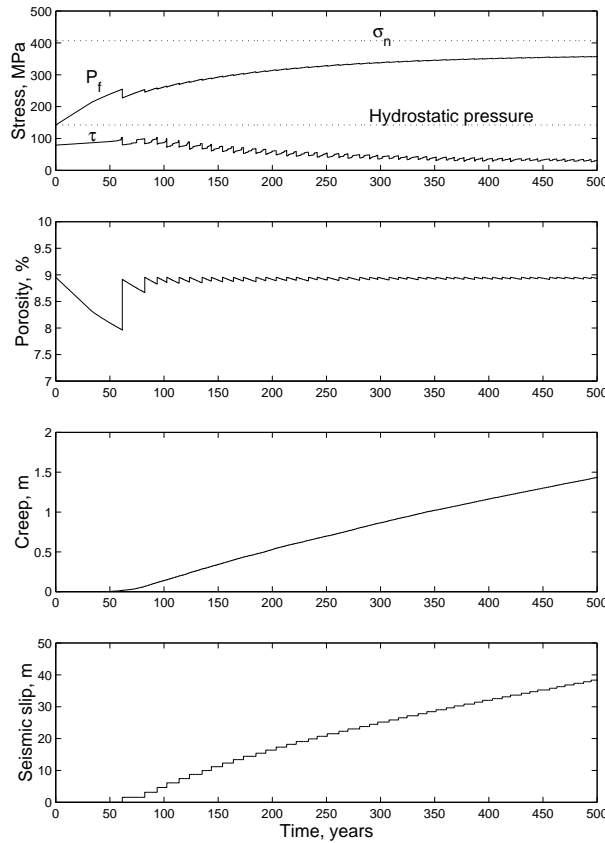 500
400
300
200
100
0
Stress, MPa
σn
Pf
Hydrostatic pressure
τ
0 50 100 150 200 250 300 350 400 450 500
10
9.5
9
8.5
8
7.5
7
Porosity, %
0 50 100 150 200 250 300 350 400 450 500
2
1.5
1
0.5
0
Creep, m
0 50 100 150 200 250 300 350 400 450 500
50
40
30
20
10
0
Seismic slip, m
0 50 100 150 200 250 300 350 400 450 500
Time, years